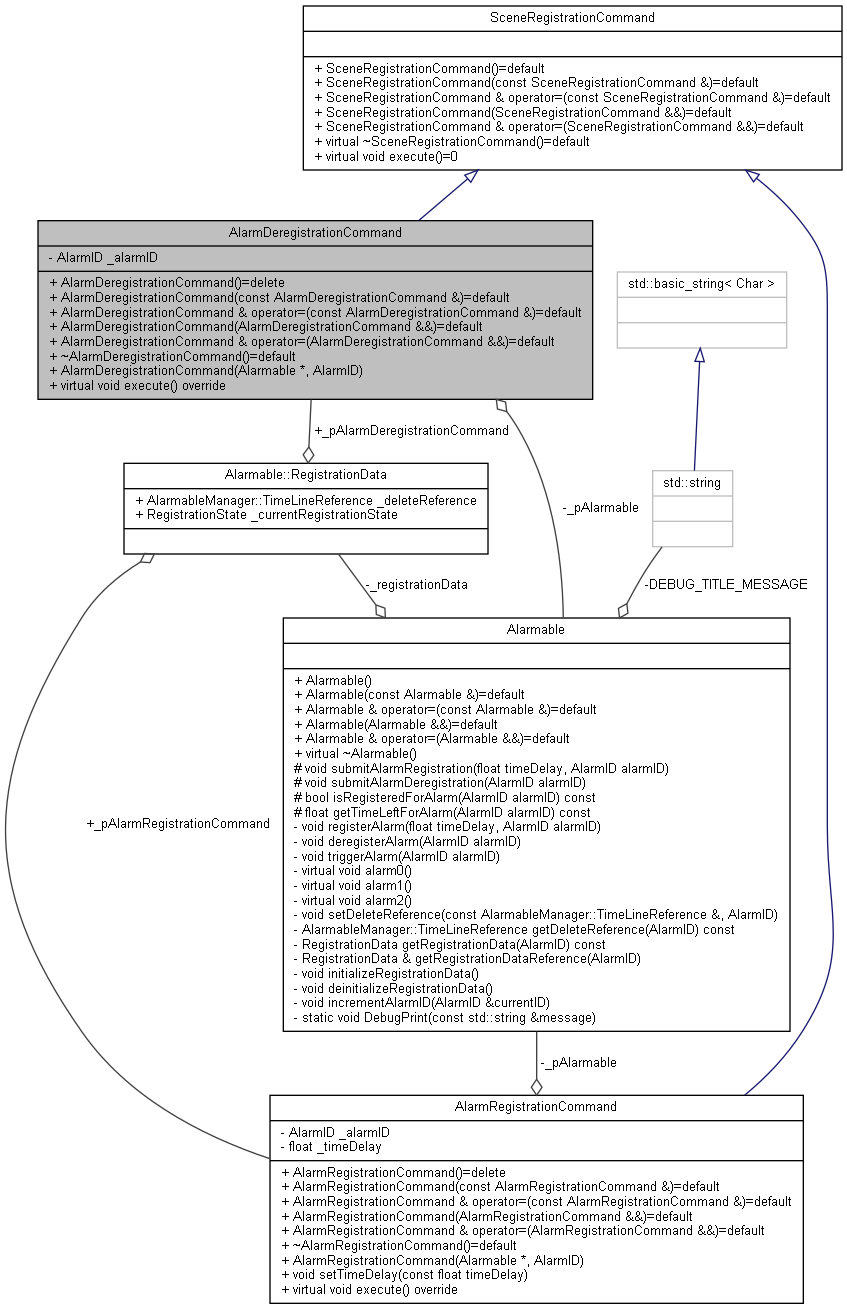 SceneRegistrationCommand
+ SceneRegistrationCommand()=default
+ SceneRegistrationCommand(const SceneRegistrationCommand &)=default
+ SceneRegistrationCommand & operator=(const SceneRegistrationCommand &)=default
+ SceneRegistrationCommand(SceneRegistrationCommand &&)=default
+ SceneRegistrationCommand & operator=(SceneRegistrationCommand &&)=default
+ virtual ~SceneRegistrationCommand()=default
+ virtual void execute()=0
AlarmDeregistrationCommand
- AlarmID _alarmID
+ AlarmDeregistrationCommand()=delete
+ AlarmDeregistrationCommand(const AlarmDeregistrationCommand &)=default
+ AlarmDeregistrationCommand & operator=(const AlarmDeregistrationCommand &)=default
+ AlarmDeregistrationCommand(AlarmDeregistrationCommand &&)=default
+ AlarmDeregistrationCommand & operator=(AlarmDeregistrationCommand &&)=default
+ ~AlarmDeregistrationCommand()=default
+ AlarmDeregistrationCommand(Alarmable *, AlarmID)
+ virtual void execute() override
std::basic_string< Char >
+_pAlarmDeregistrationCommand
Alarmable::RegistrationData
+ AlarmableManager::TimeLineReference _deleteReference
+ RegistrationState _currentRegistrationState
-_pAlarmable
std::string
-_registrationData
-DEBUG_TITLE_MESSAGE
Alarmable
+ Alarmable()
+ Alarmable(const Alarmable &)=default
+ Alarmable & operator=(const Alarmable &)=default
+ Alarmable(Alarmable &&)=default
+ Alarmable & operator=(Alarmable &&)=default
+ virtual ~Alarmable()
# void submitAlarmRegistration(float timeDelay, AlarmID alarmID)
# void submitAlarmDeregistration(AlarmID alarmID)
# bool isRegisteredForAlarm(AlarmID alarmID) const
# float getTimeLeftForAlarm(AlarmID alarmID) const
- void registerAlarm(float timeDelay, AlarmID alarmID)
- void deregisterAlarm(AlarmID alarmID)
- void triggerAlarm(AlarmID alarmID)
- virtual void alarm0()
- virtual void alarm1()
- virtual void alarm2()
- void setDeleteReference(const AlarmableManager::TimeLineReference &, AlarmID)
- AlarmableManager::TimeLineReference getDeleteReference(AlarmID) const
- RegistrationData getRegistrationData(AlarmID) const
- RegistrationData & getRegistrationDataReference(AlarmID)
- void initializeRegistrationData()
- void deinitializeRegistrationData()
- void incrementAlarmID(AlarmID &currentID)
- static void DebugPrint(const std::string &message)
+_pAlarmRegistrationCommand
-_pAlarmable
AlarmRegistrationCommand
- AlarmID _alarmID
- float _timeDelay
+ AlarmRegistrationCommand()=delete
+ AlarmRegistrationCommand(const AlarmRegistrationCommand &)=default
+ AlarmRegistrationCommand & operator=(const AlarmRegistrationCommand &)=default
+ AlarmRegistrationCommand(AlarmRegistrationCommand &&)=default
+ AlarmRegistrationCommand & operator=(AlarmRegistrationCommand &&)=default
+ ~AlarmRegistrationCommand()=default
+ AlarmRegistrationCommand(Alarmable *, AlarmID)
+ void setTimeDelay(const float timeDelay)
+ virtual void execute() override